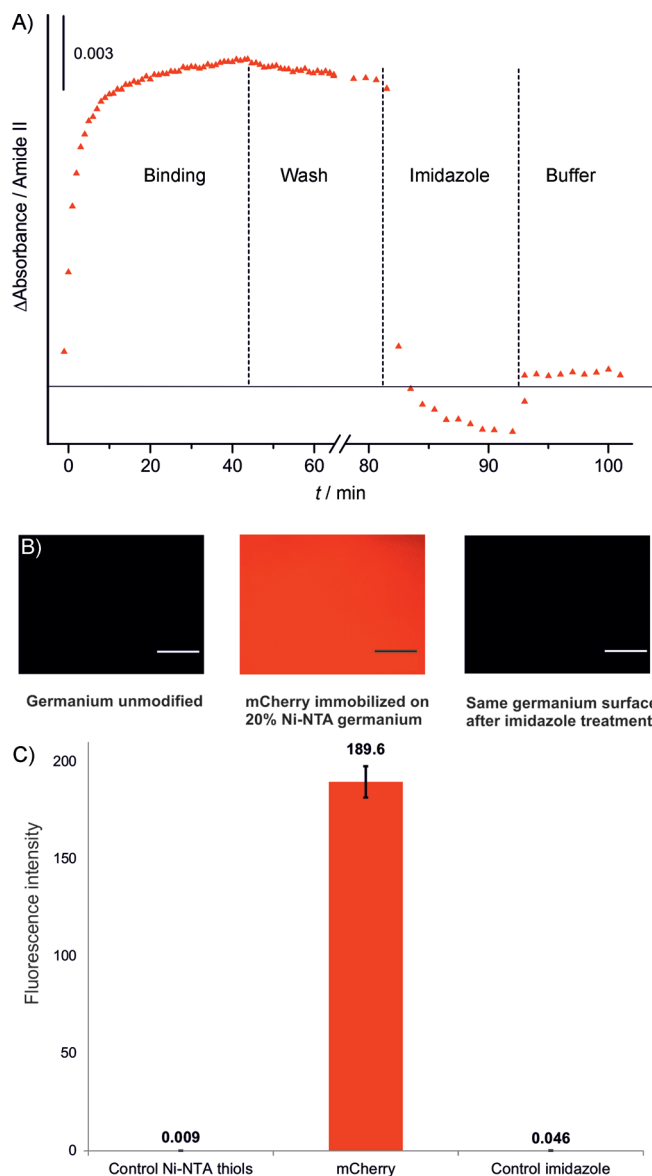 A)
0.003
Binding
Wash
Imidazole
Buffer
ΔAbsorbance / Amide II
0 20 40 60 80 90 100
t / min
B)
Germanium unmodified
mCherry immobilized on
20% Ni-NTA germanium
Same germanium surface
after imidazole treatment
C)
Fluorescence intensity
200
150
100
50
0
0.009
189.6
0.046
Control Ni-NTA thiols
mCherry
Control imidazole